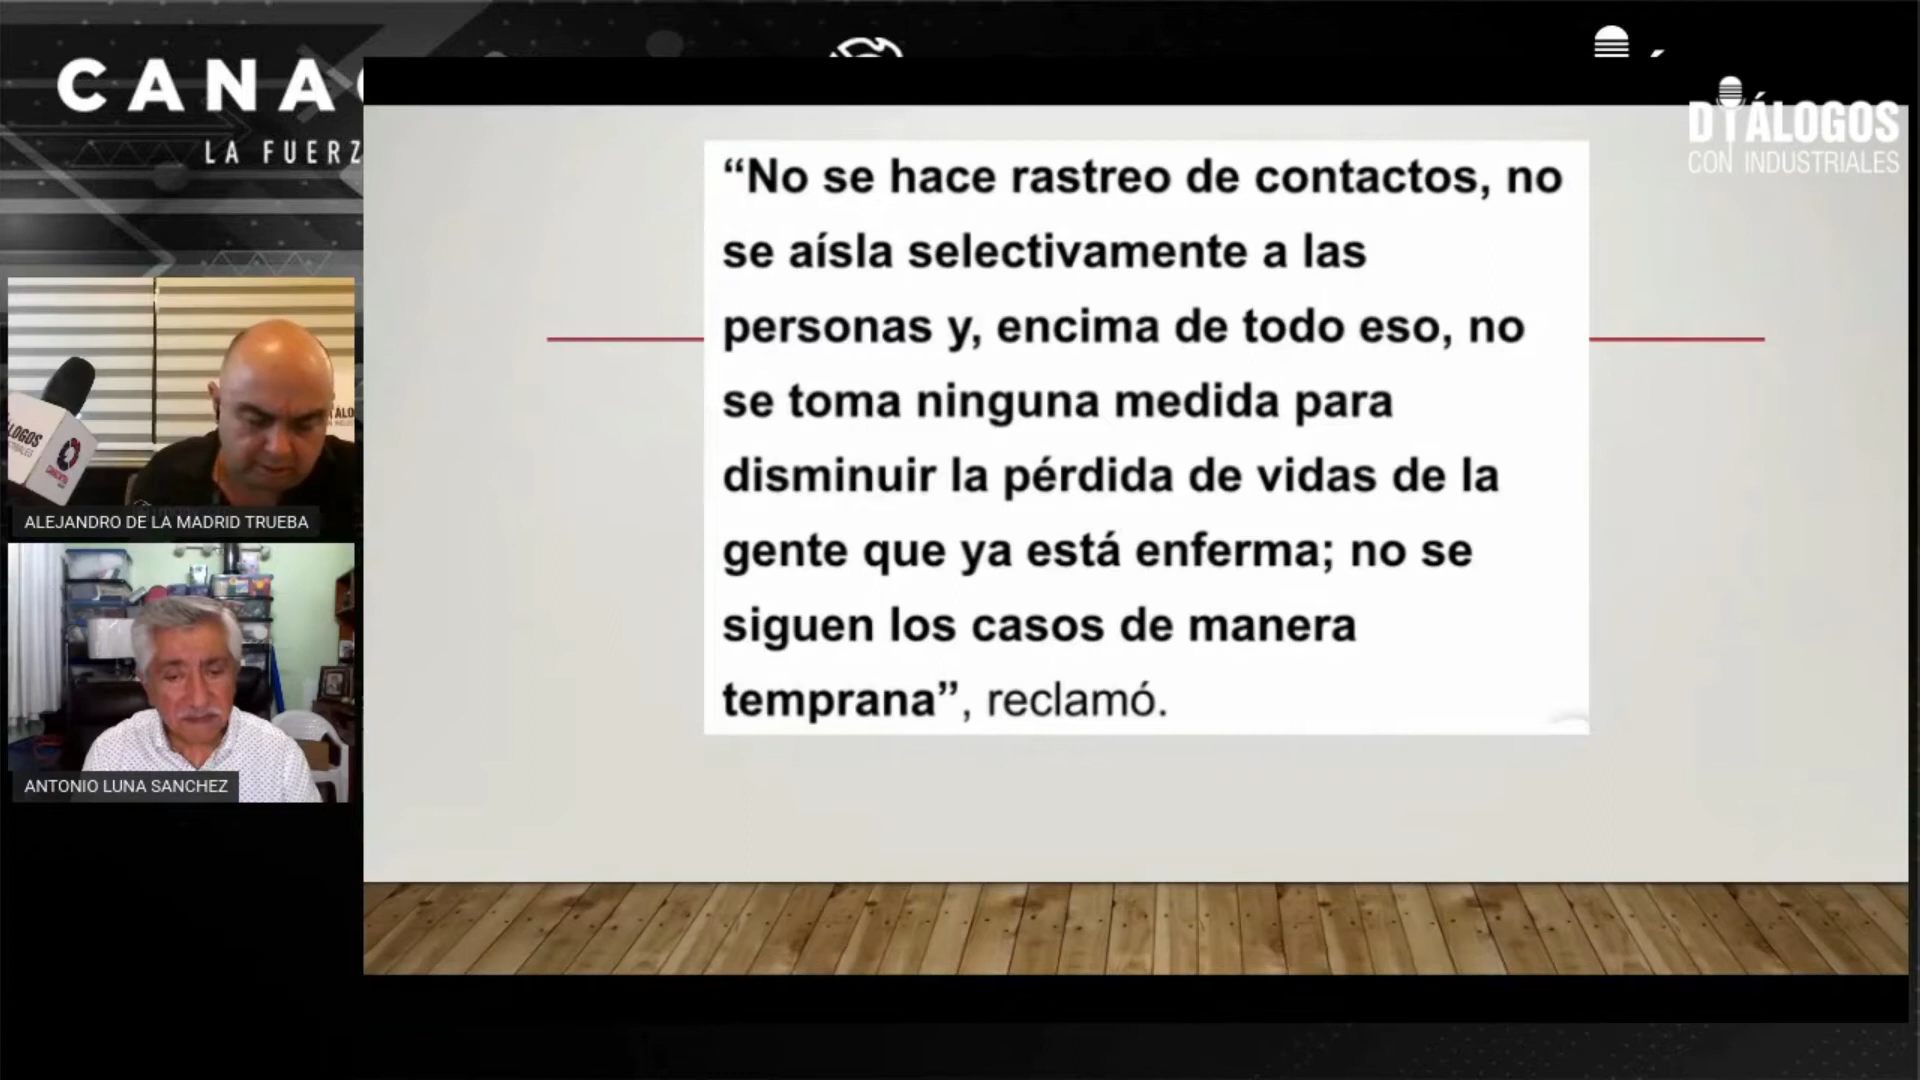 CANA
LA FUERZ
DIÁLOGOS
CON INDUSTRIALES
“No se hace rastreo de contactos, no
se aísla selectivamente a las
personas y, encima de todo eso, no
se toma ninguna medida para
disminuir la pérdida de vidas de la
gente que ya está enferma; no se
siguen los casos de manera
temprana”, reclamó.
ALEJANDRO DE LA MADRID TRUEBA
ANTONIO LUNA SANCHEZ